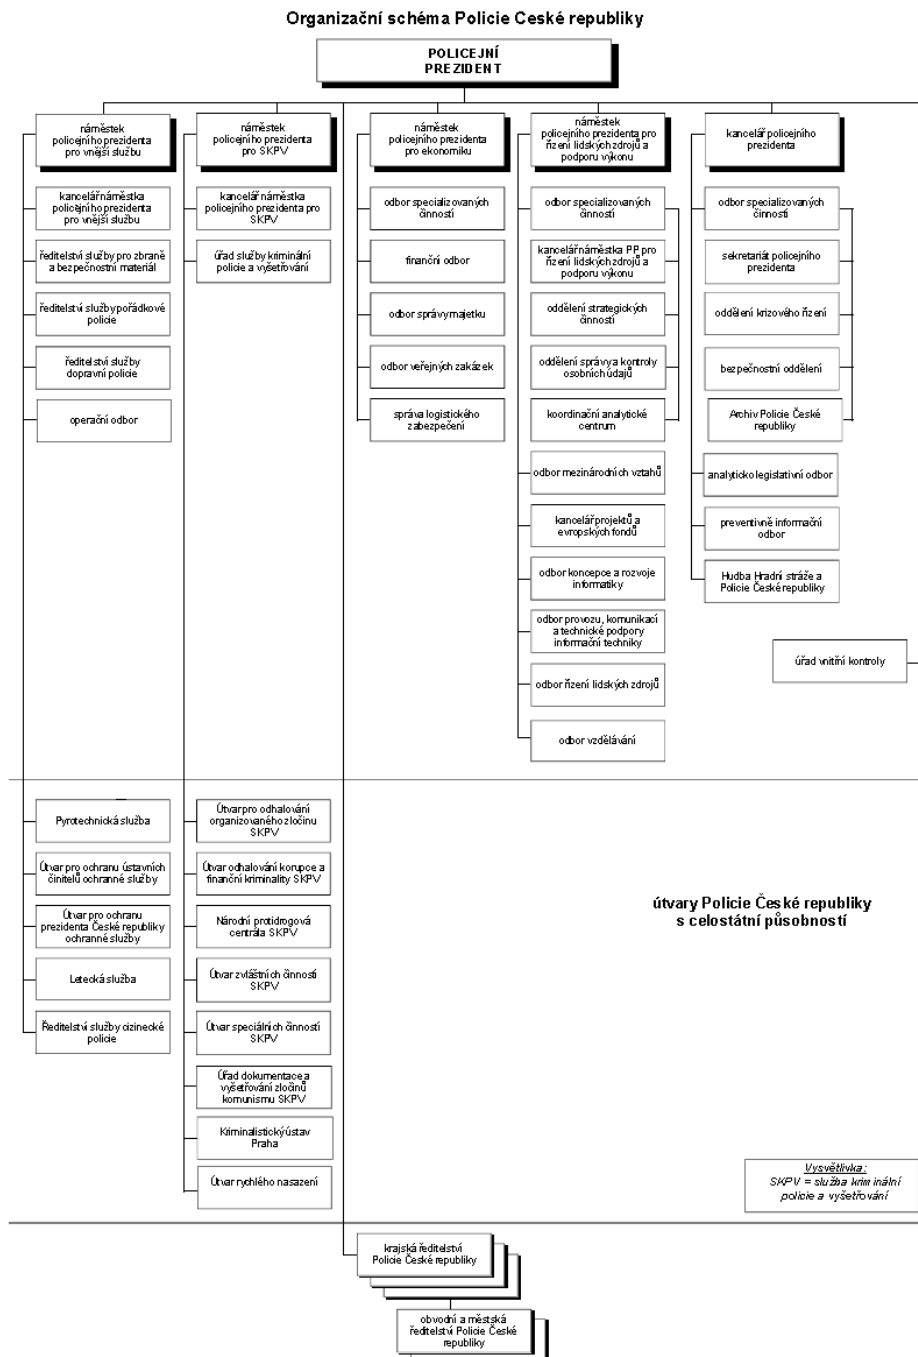 Organizační schéma Policie České republiky
POLICEJNÍ
PREZIDENT
náměstek
policejního prezidenta
pro vnější službu
kancelář náměstka
policejního prezidenta
pro vnější službu
ředitelství služby pro zbraně
a bezpečnostní materiál
ředitelství služby pořádkové
policie
ředitelství služby
dopravní policie
operační odbor
náměstek
policejního prezidenta
pro SKPV
kancelář náměstka
policejního prezidenta pro
SKPV
úřad služby kriminální
policie a vyšetřování
náměstek
policejního prezidenta
pro ekonomiku
odbor specializovaných
činností
finanční odbor
odbor správy majetku
odbor veřejných zakázek
správa logistického
zabezpečení
náměstek
policejního prezidenta pro
řízení lidských zdrojů a
podporu výkonu
odbor specializovaných
činností
kancelář náměstka PP pro
řízení lidských zdrojů a
podporu výkonu
oddělení strategických
činností
oddělení správy a kontroly
osobních údajů
koordinační analytické
centrum
odbor mezinárodních vztahů
kancelář projektů a
evropských fondů
odbor koncepce a rozvoje
informatiky
odbor provozu, komunikací
a technické podpory
informační techniky
odbor řízení lidských zdrojů
odbor vzdělávání
kancelář policejního
prezidenta
odbor specializovaných
činností
sekretariát policejního
prezidenta
oddělení krizového řízení
bezpečnostní oddělení
Archiv Policie České
republiky
analyticko legislativní odbor
preventivně informační
odbor
Hudba Hradní stráže a
Policie České republiky
úřad vnitřní kontroly
Pyrotechnická služba
Útvar pro ochranu ústavních
činitelů ochranné služby
Útvar pro ochranu
prezidenta České republiky
ochranné služby
Letecká služba
Ředitelství služby cizinecké
policie
Útvar pro odhalování
organizovaného zločinu
SKPV
Útvar odhalování korupce a
finanční kriminality SKPV
Národní protidrogová
centrála SKPV
Útvar zvláštních činností
SKPV
Útvar speciálních činností
SKPV
Úřad dokumentace a
vyšetřování zločinů
komunismu SKPV
Kriminalistický ústav
Praha
Útvar rychlého nasazení
útvary Policie České republiky
s celostátní působností
Vysvětlivka:
SKPV = služba kriminální
policie a vyšetřování
krajská ředitelství
Policie České republiky
obvodní a městská
ředitelství Policie České
republiky